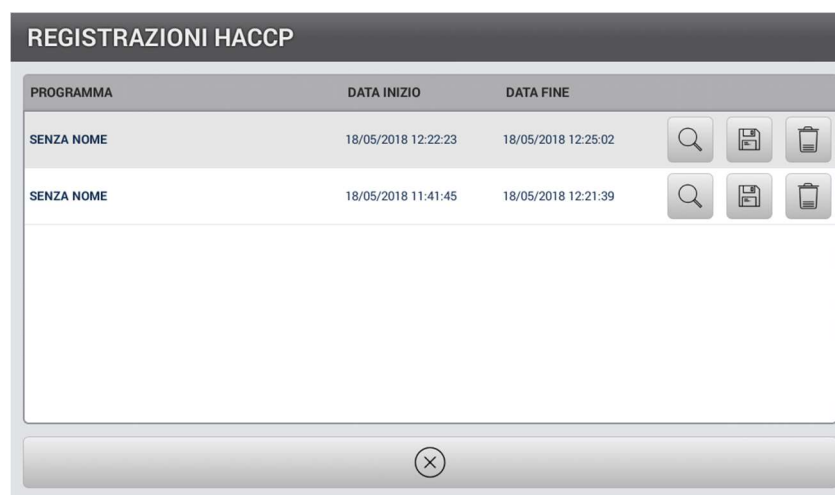 REGISTRAZIONI HACCP
PROGRAMMA DATA INIZIO DATA FINE
SENZA NOME 18/05/2018 12:22:23 18/05/2018 12:25:02
SENZA NOME 18/05/2018 11:41:45 18/05/2018 12:21:39